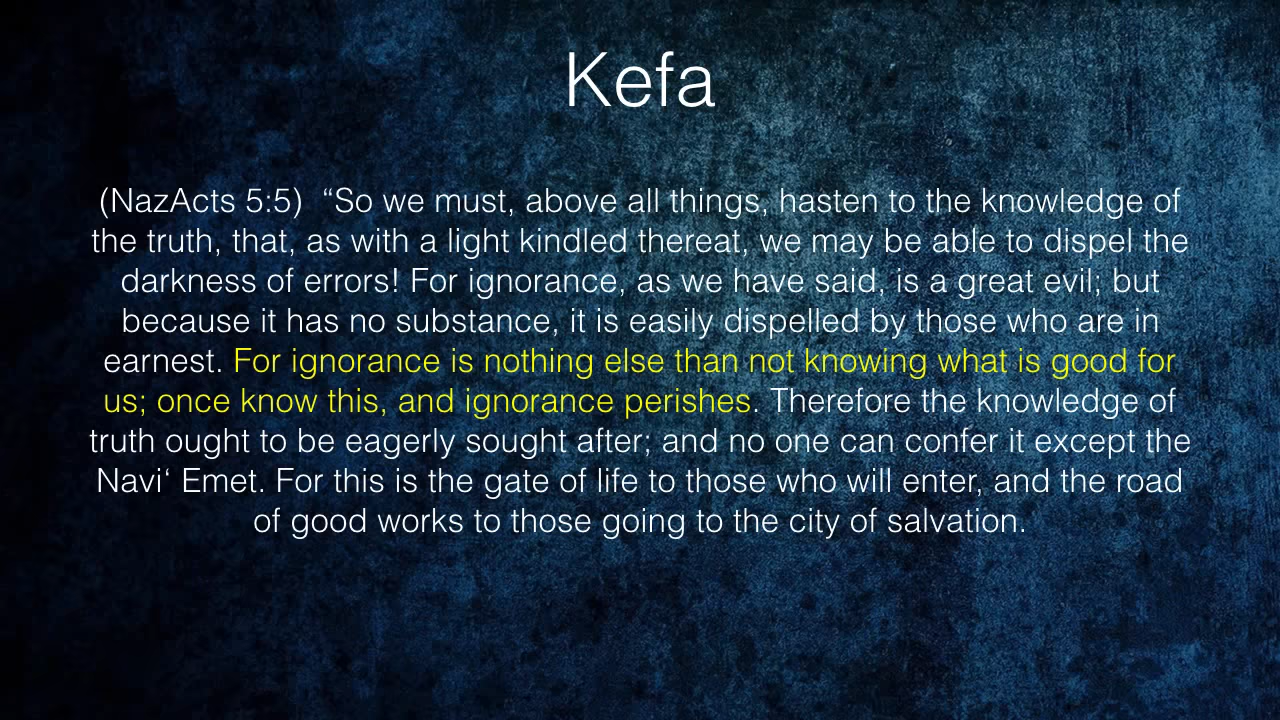 Kefa
(NazActs 5:5)  “So we must, above all things, hasten to the knowledge of
the truth, that, as with a light kindled thereat, we may be able to dispel the
darkness of errors! For ignorance, as we have said, is a great evil; but
because it has no substance, it is easily dispelled by those who are in
earnest. For ignorance is nothing else than not knowing what is good for
us; once know this, and ignorance perishes. Therefore the knowledge of
truth ought to be eagerly sought after; and no one can confer it except the
Navi‘ Emet. For this is the gate of life to those who will enter, and the road
of good works to those going to the city of salvation.